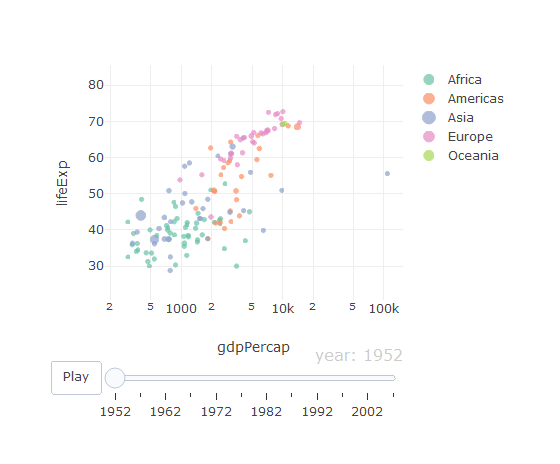 80
70
60
50
40
30
lifeExp
2 5 1000 2 5 10k 2 5 100k
gdpPercap
Africa
Americas
Asia
Europe
Oceania
year: 1952
Play
1952 1962 1972 1982 1992 2002